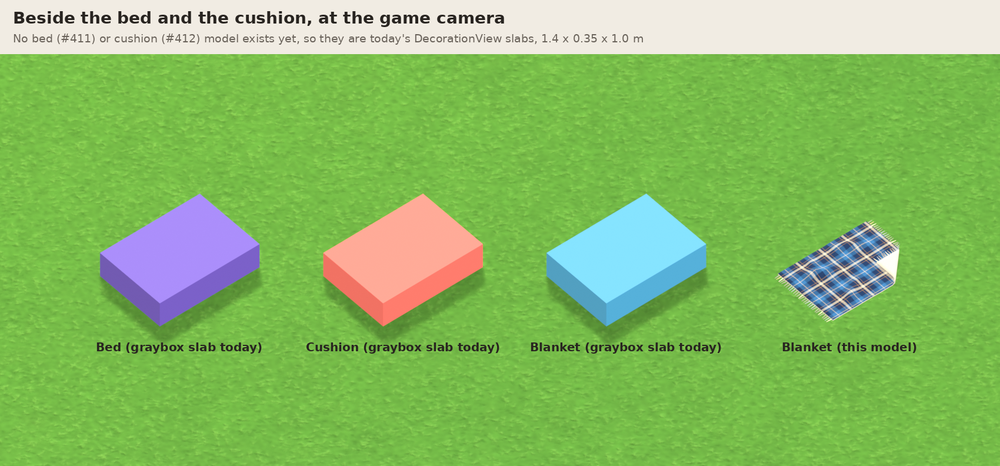 Beside the bed and the cushion, at the game camera
No bed (#411) or cushion (#412) model exists yet, so they are today's DecorationView slabs, 1.4 x 0.35 x 1.0 m
Bed (graybox slab today) Cushion (graybox slab today) Blanket (graybox slab today) Blanket (this model)